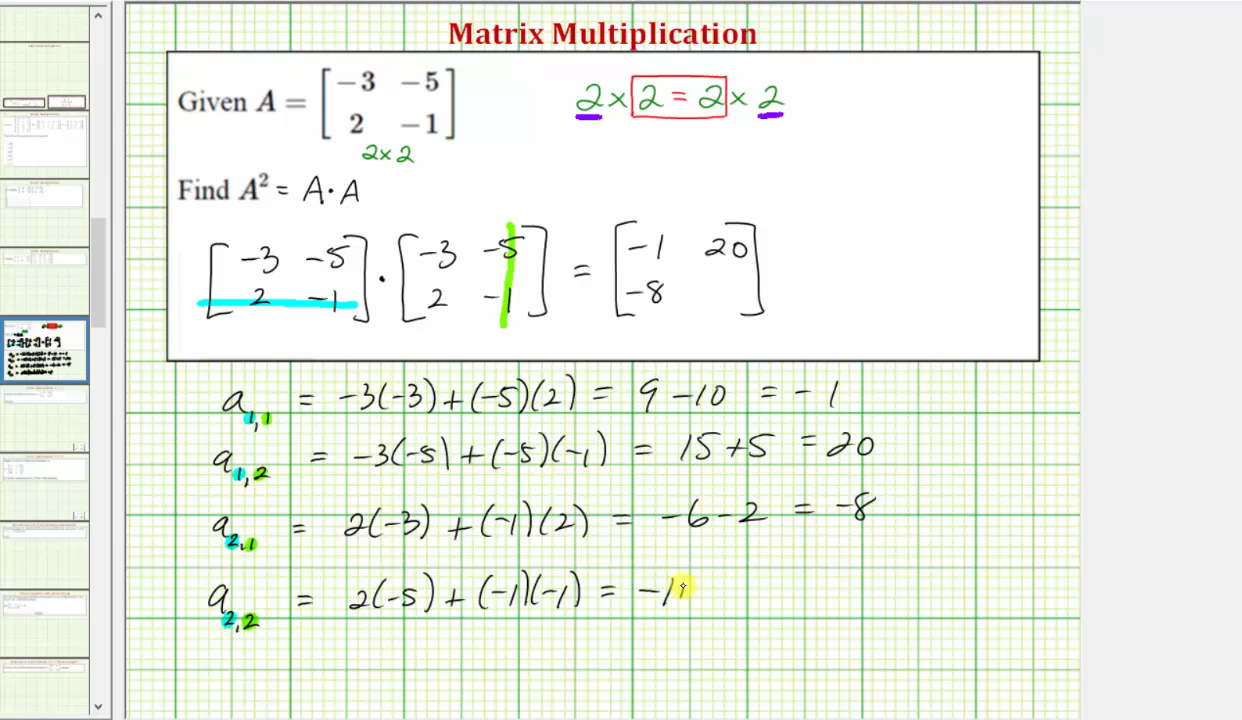 Matrix Multiplication
Given A = [ −3 −5 ] 2 × 2 = 2 × 2
[ 2 −1 ]
2×2
Find A² = A·A
[ −3 −5 ] · [ −3 −5 ] = [ −1 20 ]
[ 2 −1 ] [ 2 −1 ] [ −8 ]
a1,1 = −3(−3)+(−5)(2) = 9 −10 = −1
a1,2 = −3(−5)+(−5)(−1) = 15+5 = 20
a2,1 = 2(−3) + (−1)(2) = −6−2 = −8
a2,2 = 2(−5) + (−1)(−1) = −1